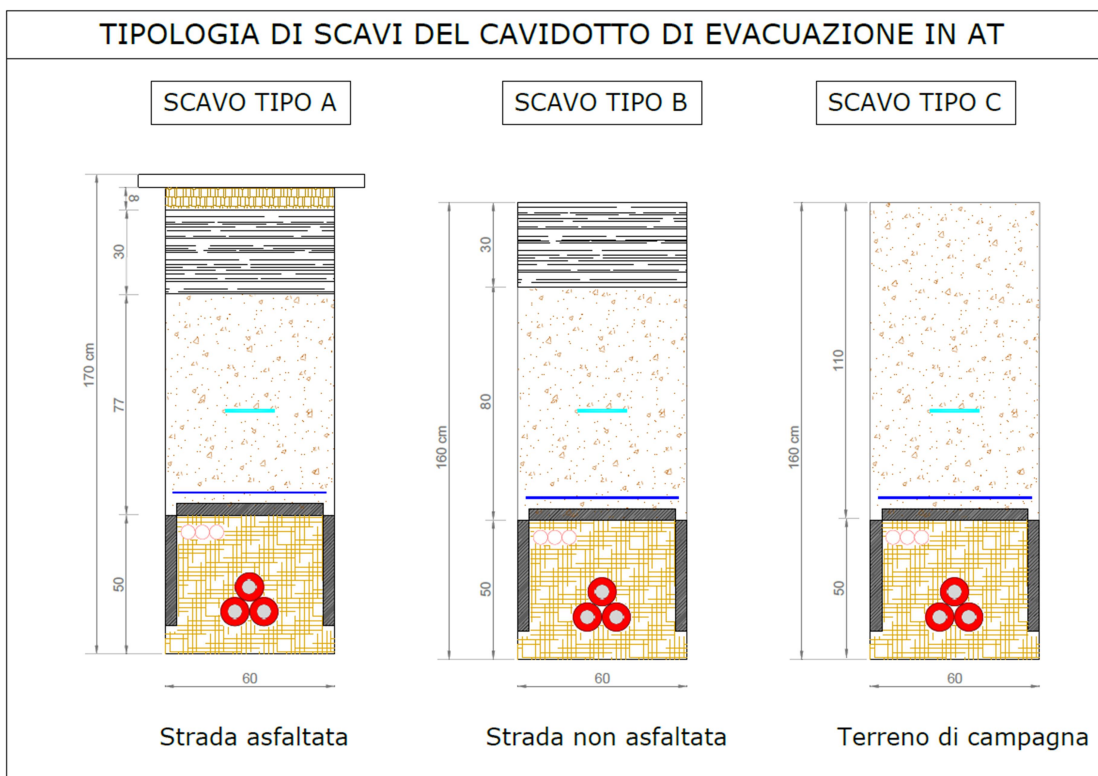 TIPOLOGIA DI SCAVI DEL CAVIDOTTO DI EVACUAZIONE IN AT
SCAVO TIPO A
SCAVO TIPO B
SCAVO TIPO C
170 cm
8
30
77
50
60
160 cm
30
80
50
60
160 cm
110
50
60
Strada asfaltata
Strada non asfaltata
Terreno di campagna